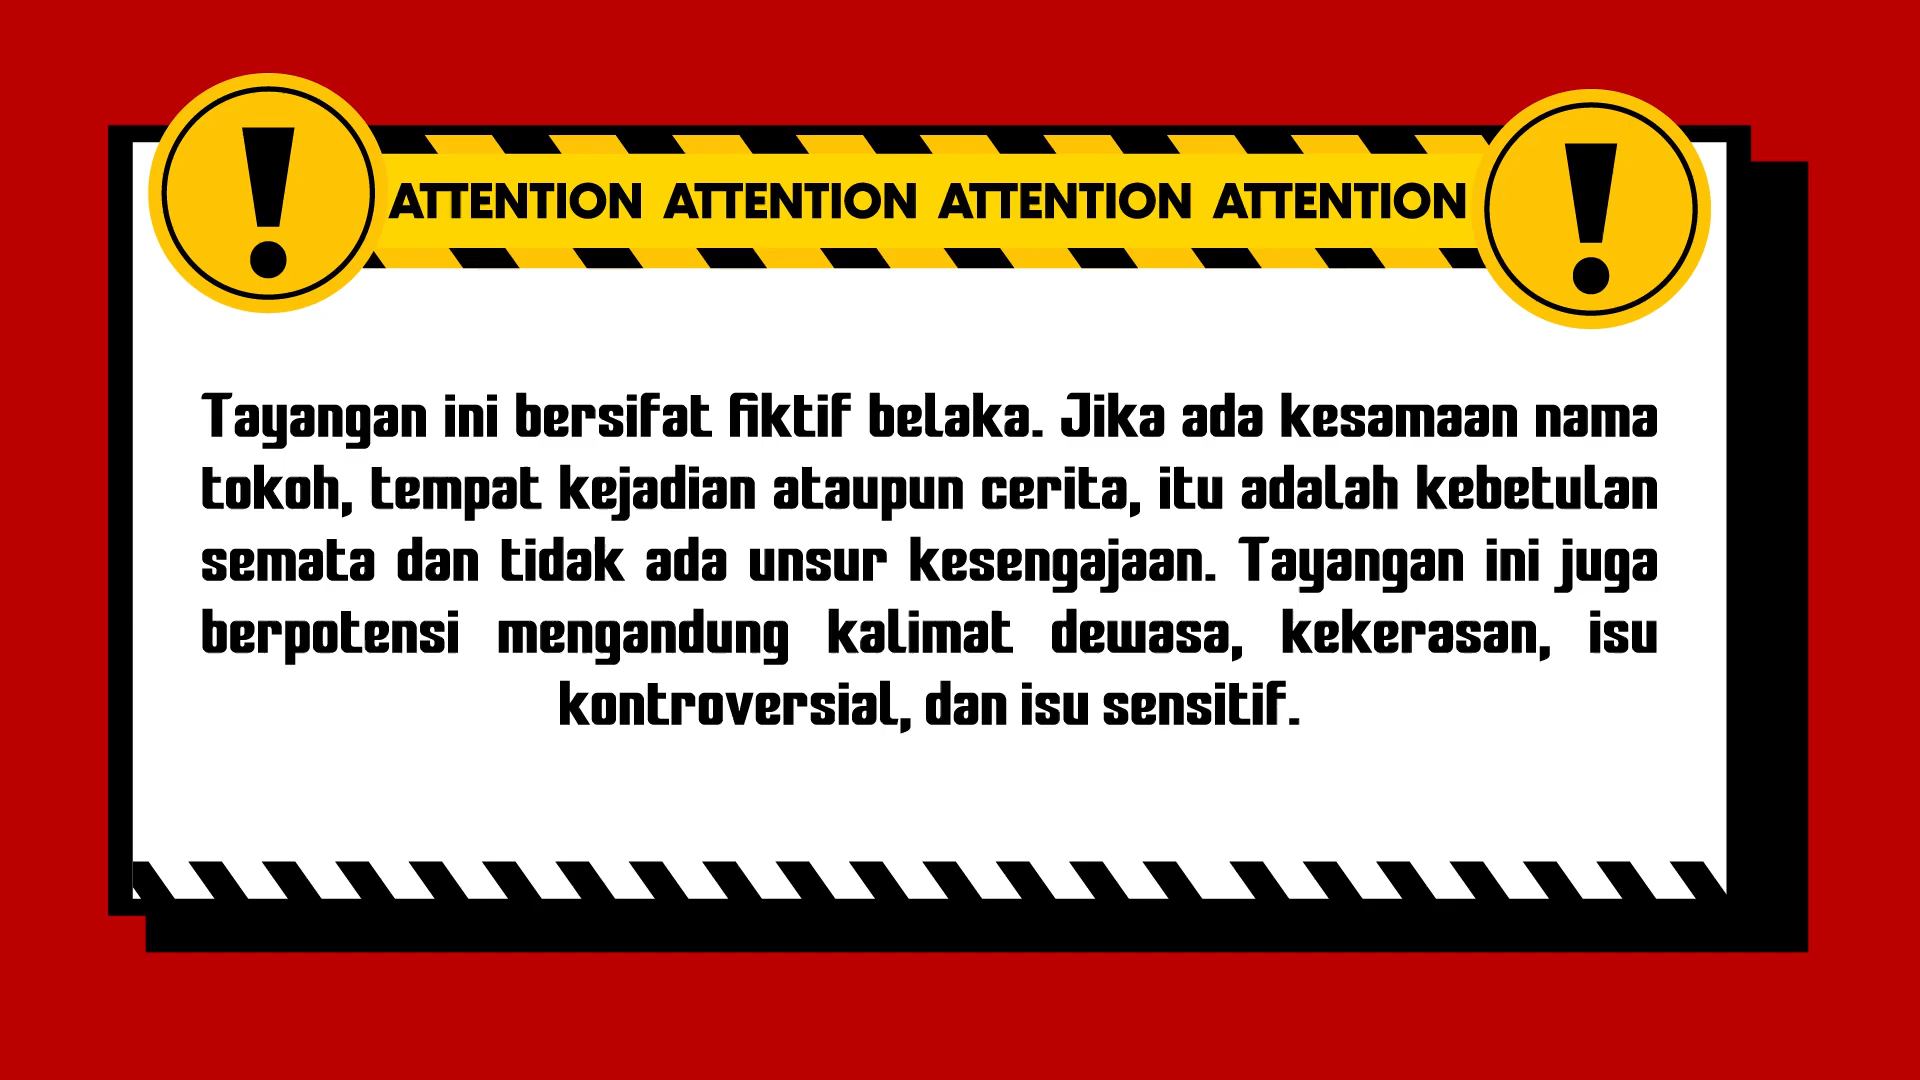 ATTENTION ATTENTION ATTENTION ATTENTION
Tayangan ini bersifat fiktif belaka. Jika ada kesamaan nama
tokoh, tempat kejadian ataupun cerita, itu adalah kebetulan
semata dan tidak ada unsur kesengajaan. Tayangan ini juga
berpotensi mengandung kalimat dewasa, kekerasan, isu
kontroversial, dan isu sensitif.